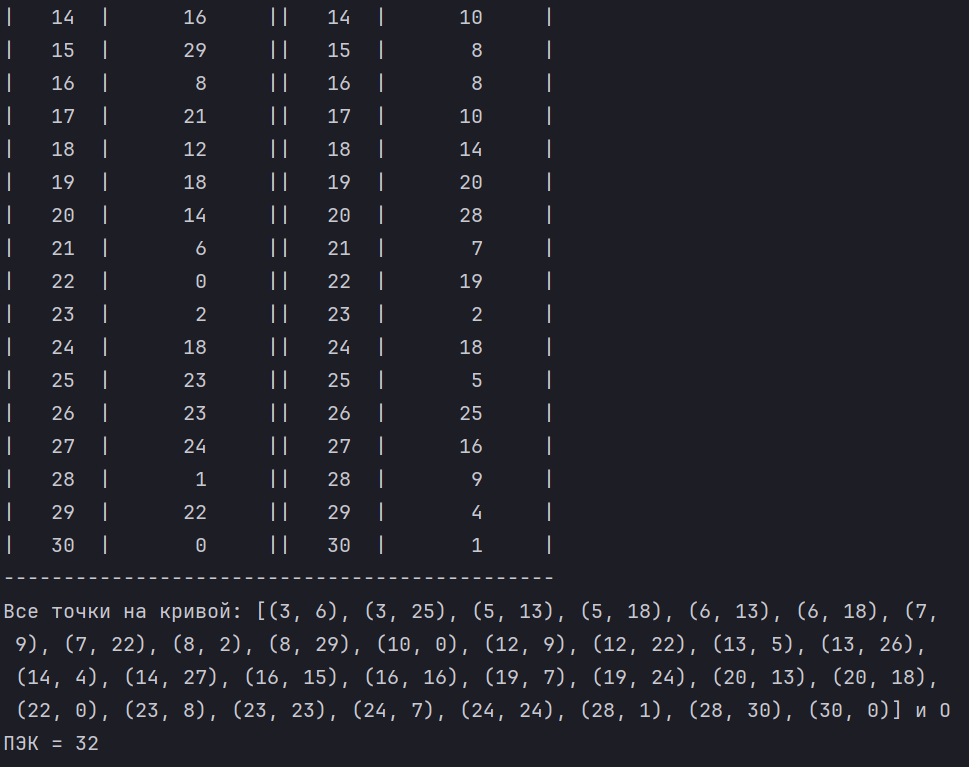 |   14  |      16     ||   14  |      10     |
|   15  |      29     ||   15  |       8     |
|   16  |       8     ||   16  |       8     |
|   17  |      21     ||   17  |      10     |
|   18  |      12     ||   18  |      14     |
|   19  |      18     ||   19  |      20     |
|   20  |      14     ||   20  |      28     |
|   21  |       6     ||   21  |       7     |
|   22  |       0     ||   22  |      19     |
|   23  |       2     ||   23  |       2     |
|   24  |      18     ||   24  |      18     |
|   25  |      23     ||   25  |       5     |
|   26  |      23     ||   26  |      25     |
|   27  |      24     ||   27  |      16     |
|   28  |       1     ||   28  |       9     |
|   29  |      22     ||   29  |       4     |
|   30  |       0     ||   30  |       1     |
----------------------------------------------
Все точки на кривой: [(3, 6), (3, 25), (5, 13), (5, 18), (6, 13), (6, 18), (7,
9), (7, 22), (8, 2), (8, 29), (10, 0), (12, 9), (12, 22), (13, 5), (13, 26),
(14, 4), (14, 27), (16, 15), (16, 16), (19, 7), (19, 24), (20, 13), (20, 18),
(22, 0), (23, 8), (23, 23), (24, 7), (24, 24), (28, 1), (28, 30), (30, 0)] и О
ПЭК = 32